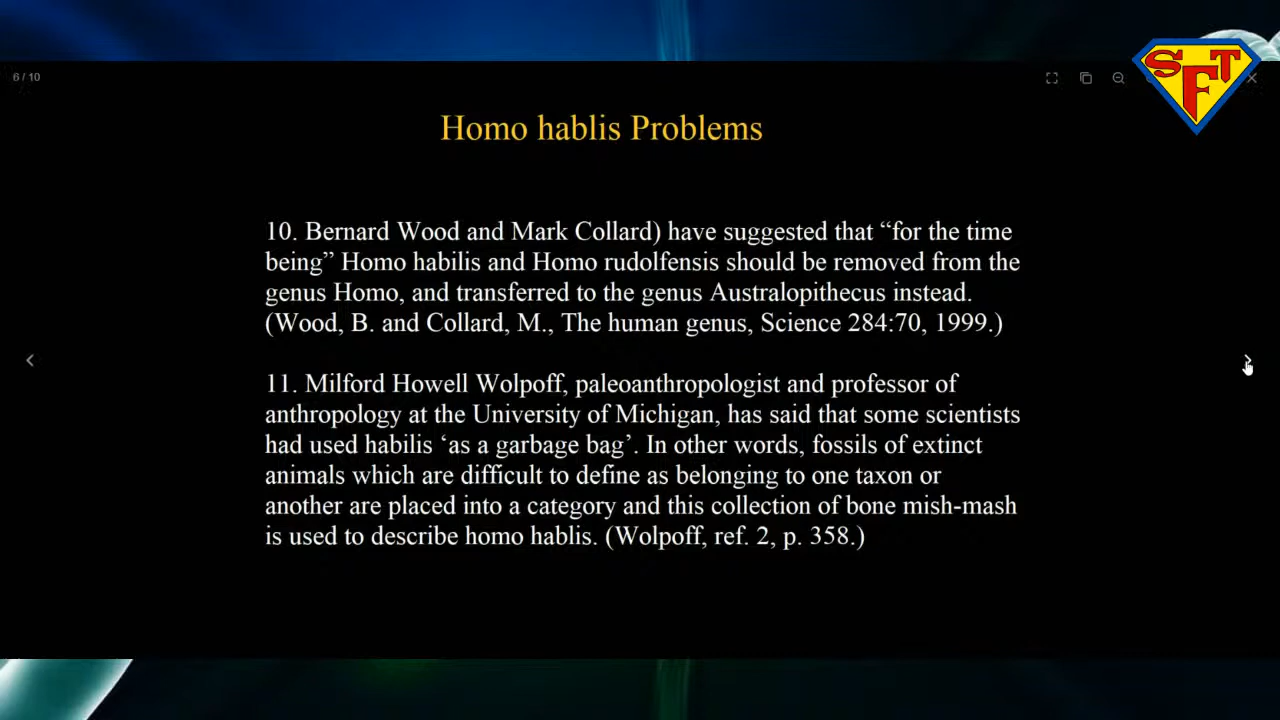 6 / 10
SFT
Homo hablis Problems
10. Bernard Wood and Mark Collard) have suggested that “for the time
being” Homo habilis and Homo rudolfensis should be removed from the
genus Homo, and transferred to the genus Australopithecus instead.
(Wood, B. and Collard, M., The human genus, Science 284:70, 1999.)
11. Milford Howell Wolpoff, paleoanthropologist and professor of
anthropology at the University of Michigan, has said that some scientists
had used habilis ‘as a garbage bag’. In other words, fossils of extinct
animals which are difficult to define as belonging to one taxon or
another are placed into a category and this collection of bone mish-mash
is used to describe homo hablis. (Wolpoff, ref. 2, p. 358.)